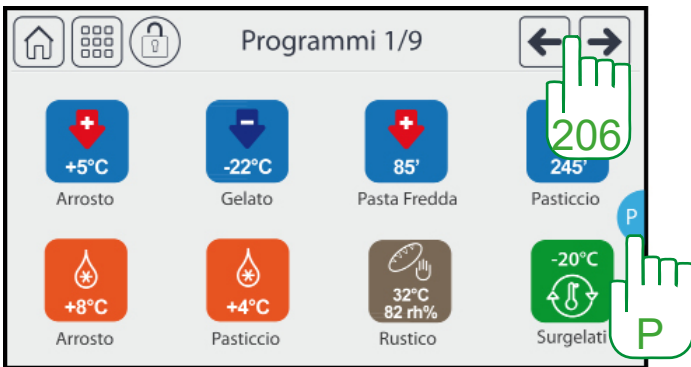 Programmi 1/9
206
+5°C
-22°C
85’
245’
Arrosto
Gelato
Pasta Fredda
Pasticcio
P
+8°C
+4°C
32°C
82 rh%
-20°C
Arrosto
Pasticcio
Rustico
Surgelati
P